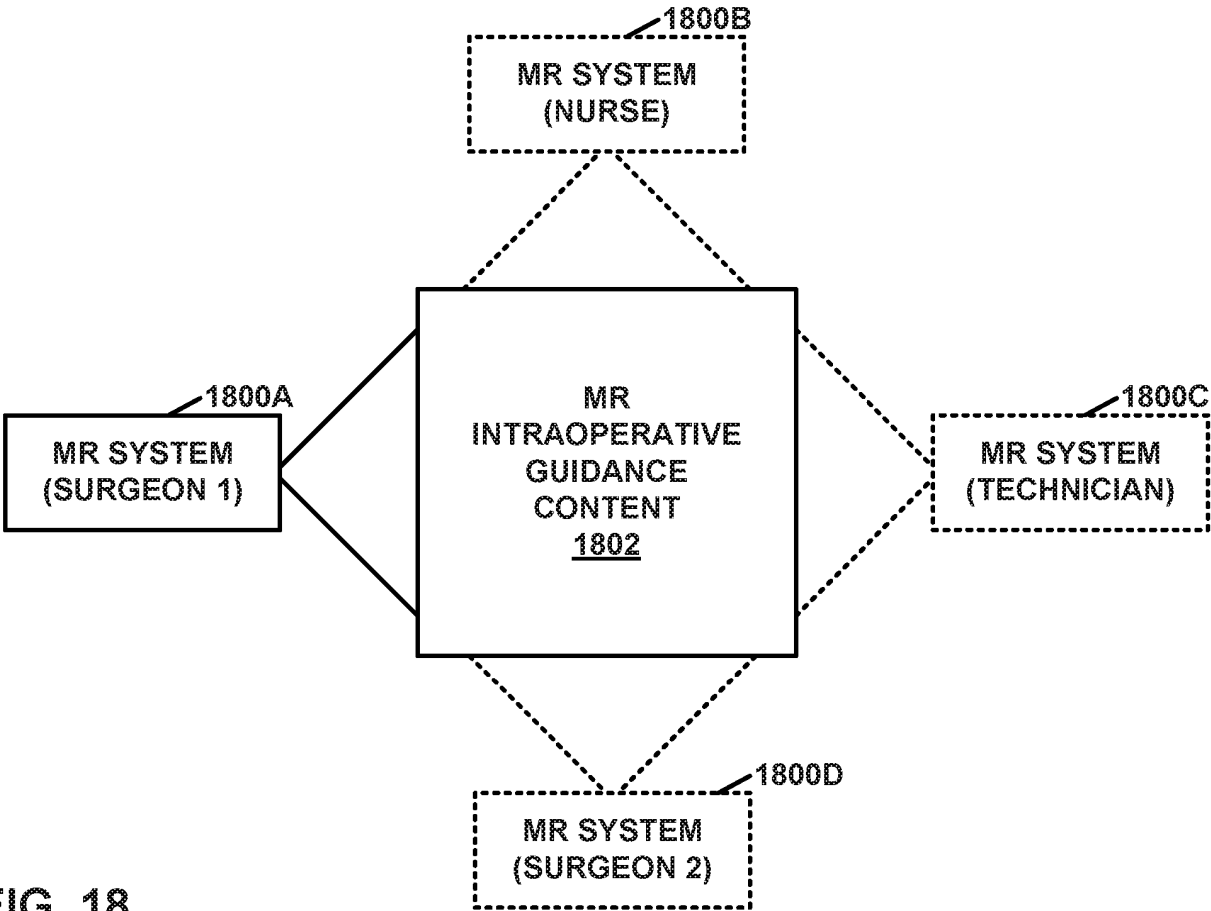 1800B
MR SYSTEM
(NURSE)
1800A
MR SYSTEM
(SURGEON 1)
MR
INTRAOPERATIVE
GUIDANCE
CONTENT
1802
1800C
MR SYSTEM
(TECHNICIAN)
1800D
MR SYSTEM
(SURGEON 2)
FIG. 18